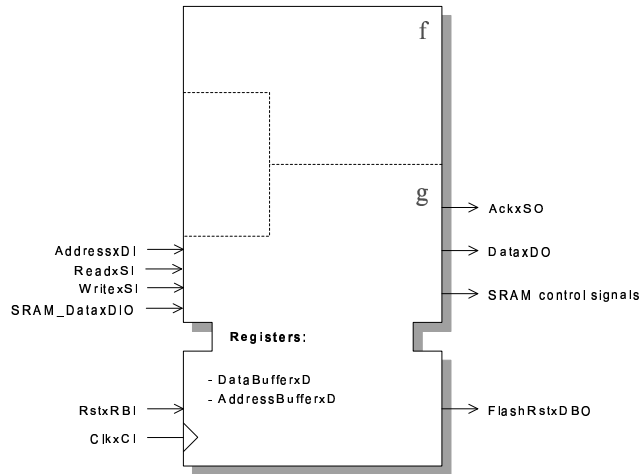 f
g
AckxSO
AddressxDI
DataxDO
ReadxSI
WritexSI
SRAM control signals
SRAM_DataxDIO
Registers:
- DataBufferxD
- AddressBufferxD
RstxRBI
FlashRstxDBO
ClkxCI